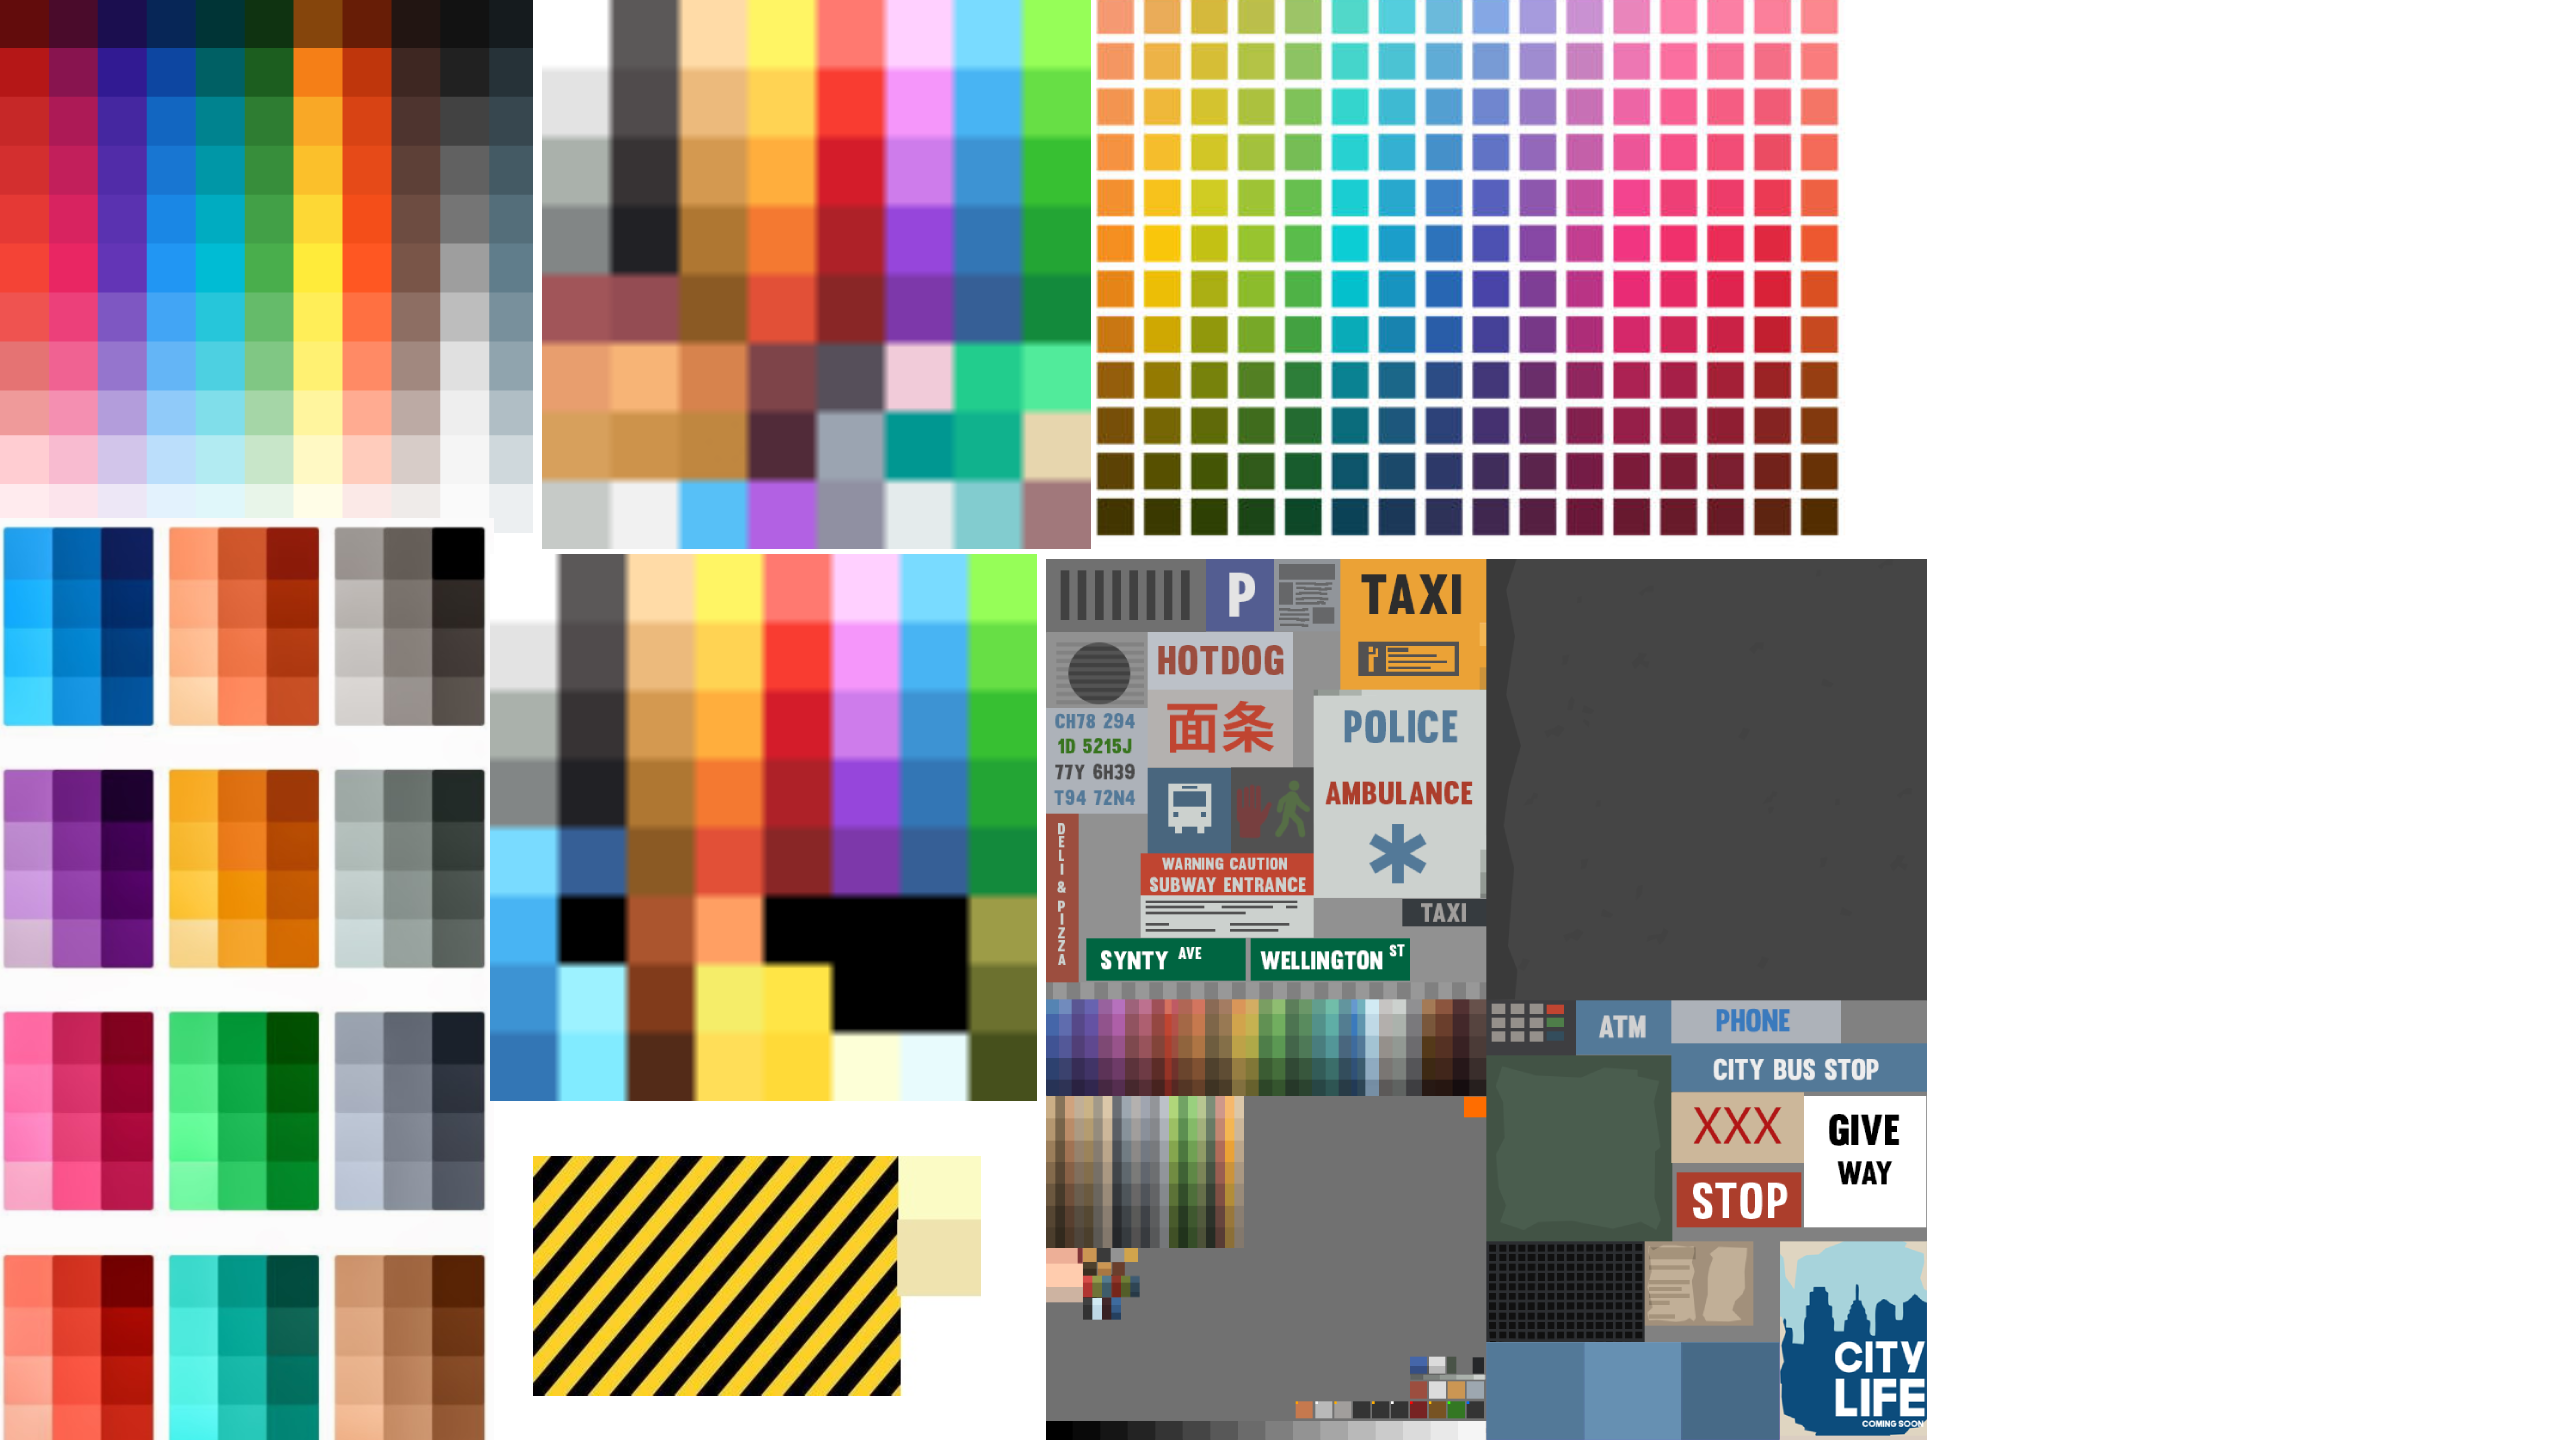 P
TAXI
HOTDOG
面条
CH78 294
1D 5215J
77Y 6H39
T94 72N4
POLICE
AMBULANCE
DELI & PIZZA
WARNING CAUTION
SUBWAY ENTRANCE
TAXI
SYNTY AVE
WELLINGTON ST
ATM
PHONE
CITY BUS STOP
XXX
GIVE
WAY
STOP
CITY
LIFE
COMING SOON